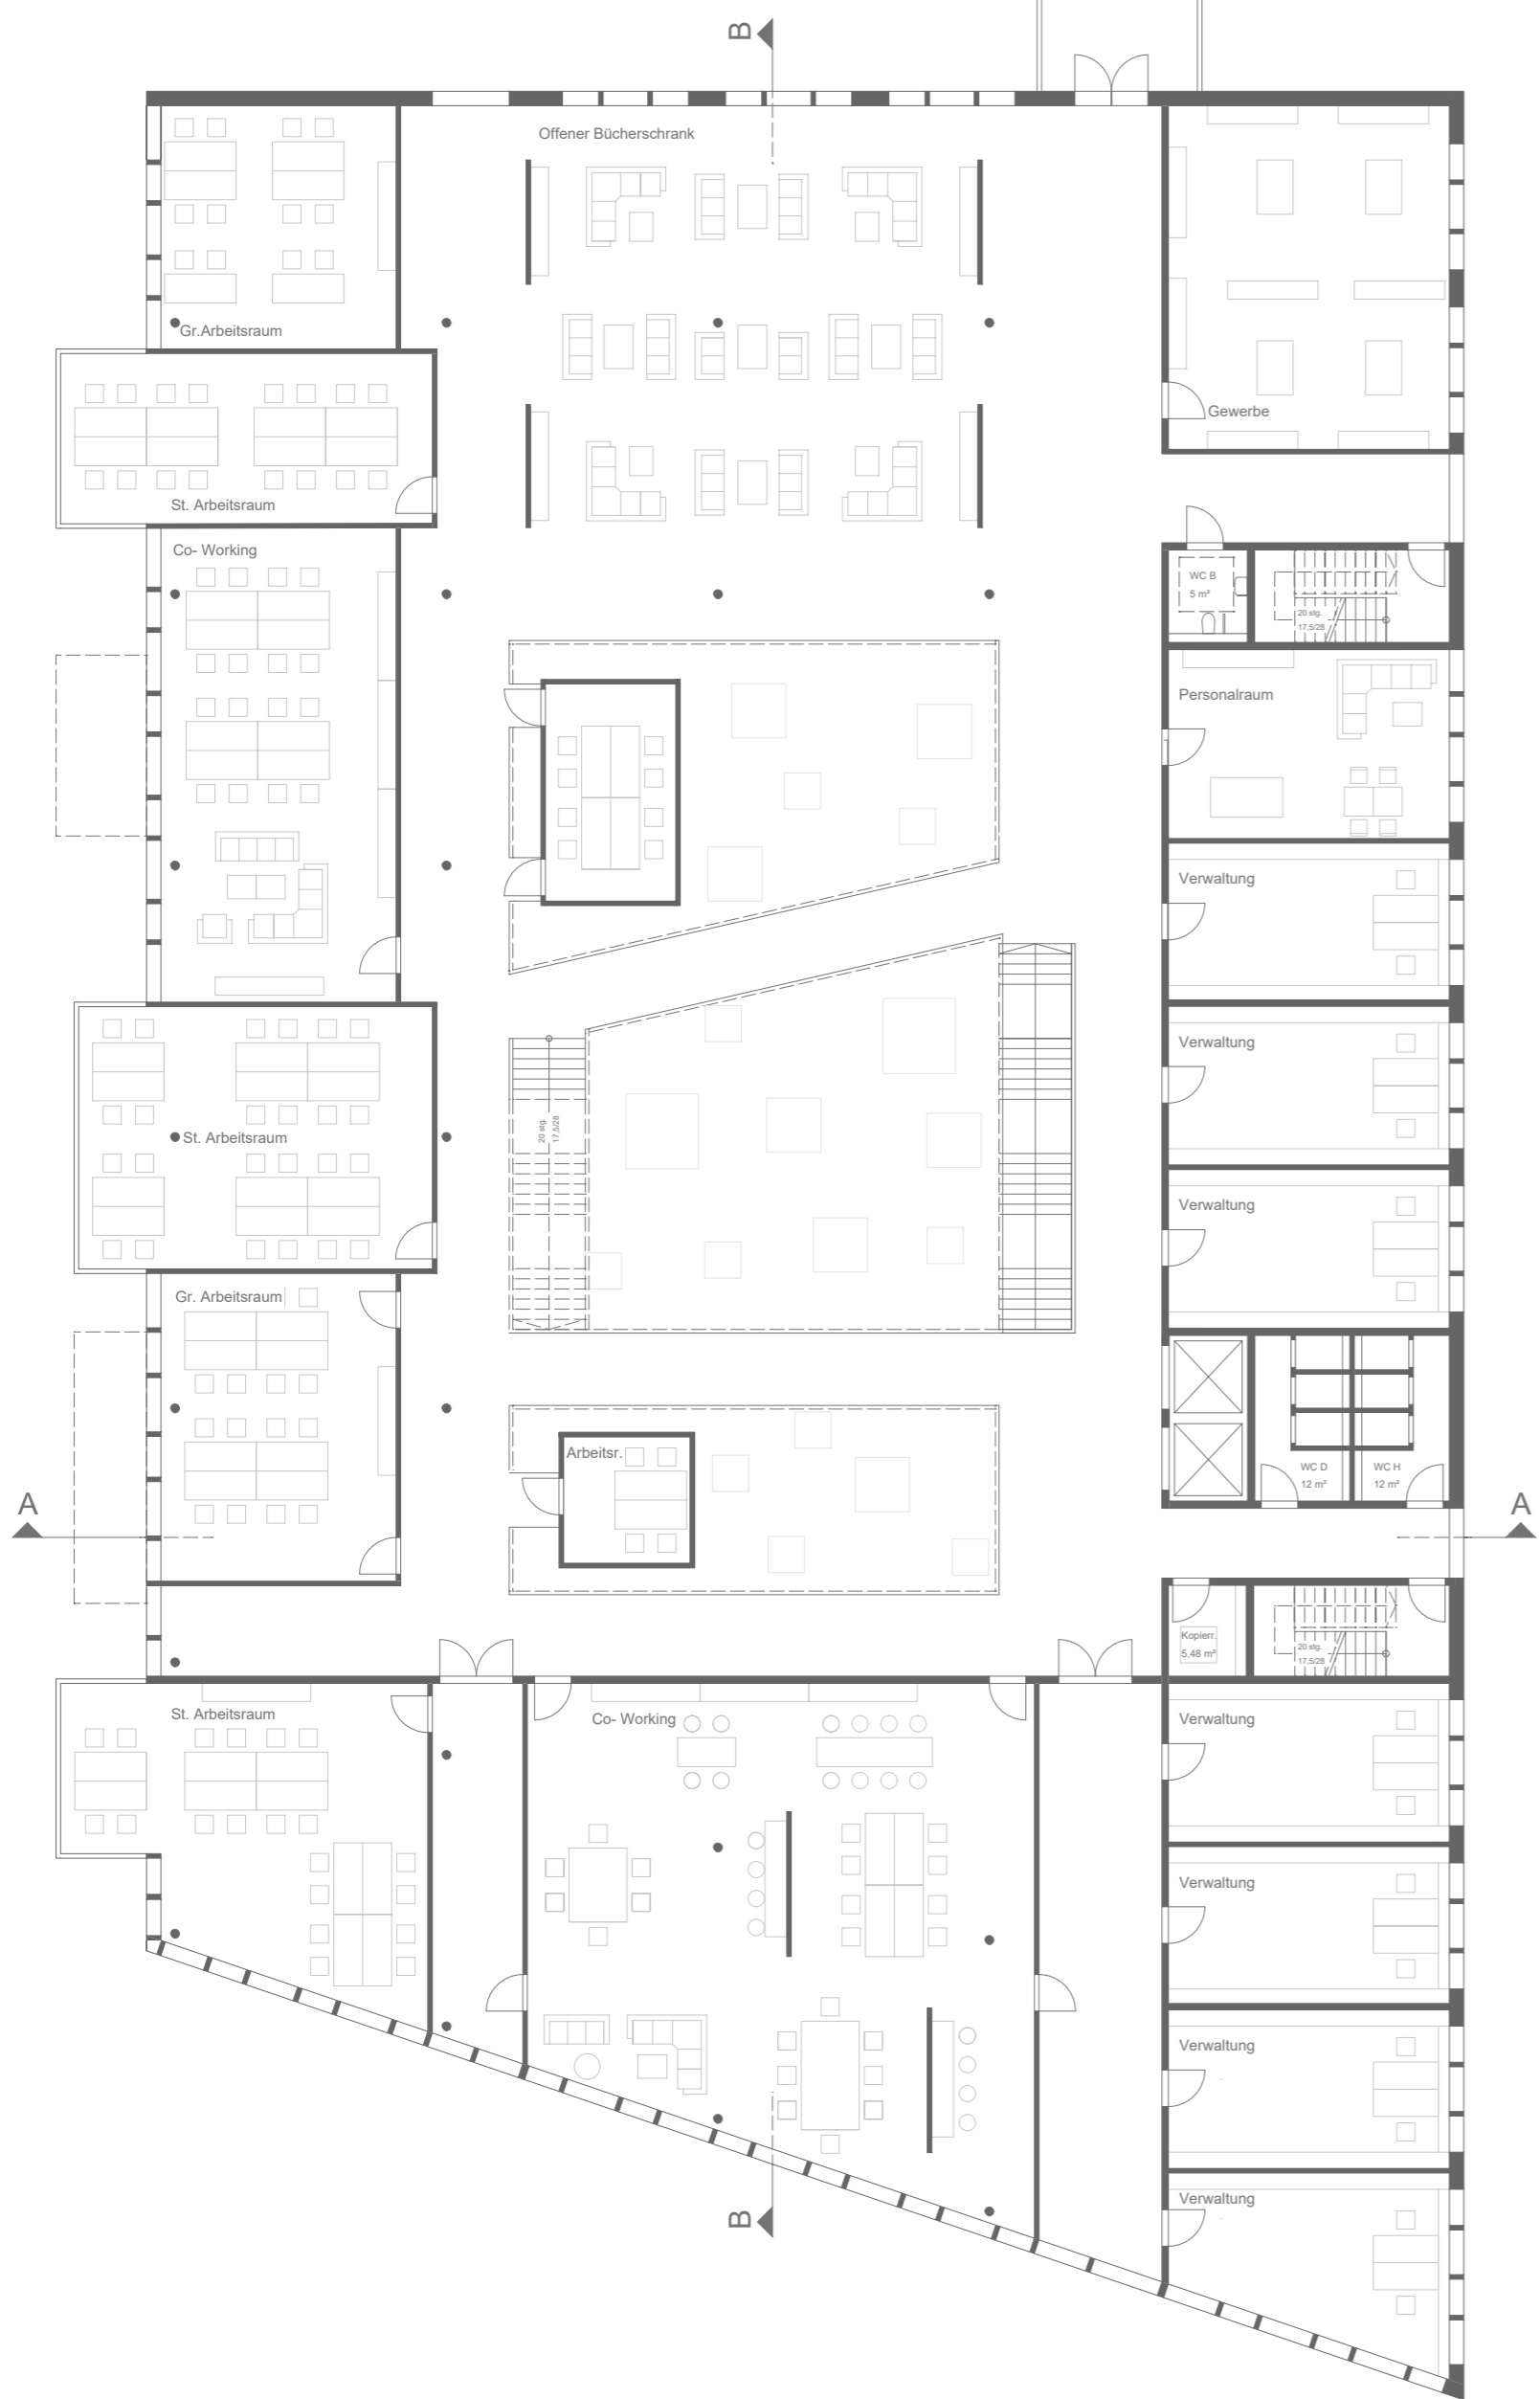 B
Offener Bücherschrank
Gr.Arbeitsraum
Gewerbe
St. Arbeitsraum
Co- Working
WC B
5 m²
20 stg.
17,5/28
Personalraum
Verwaltung
Verwaltung
20 stg.
17,5/28
St. Arbeitsraum
Verwaltung
Gr. Arbeitsraum
Arbeitsr.
WC D
12 m²
WC H
12 m²
A
A
Kopierr.
5,48 m²
20 stg.
17,5/28
St. Arbeitsraum
Co- Working
Verwaltung
Verwaltung
Verwaltung
Verwaltung
B